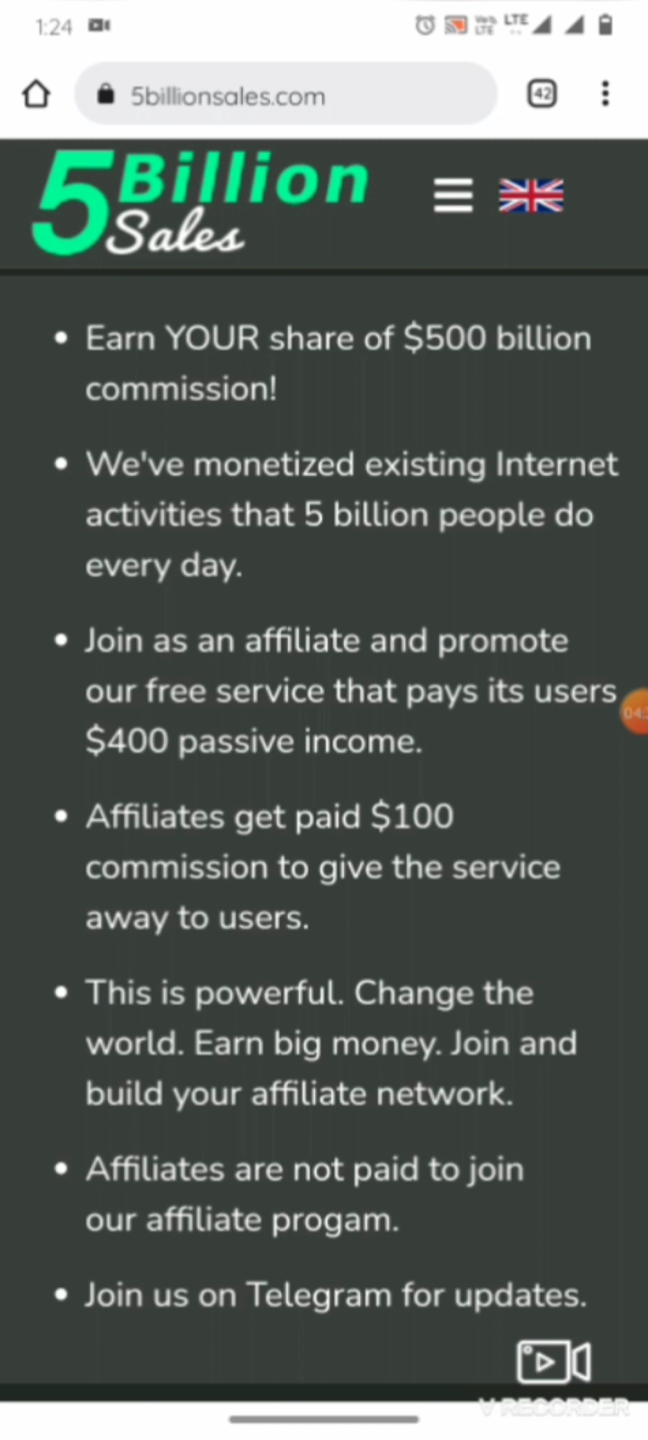 1:24 VoLTE LTE
5billionsales.com 42
5Billion
Sales
• Earn YOUR share of $500 billion
commission!
• We've monetized existing Internet
activities that 5 billion people do
every day.
• Join as an affiliate and promote
our free service that pays its users
$400 passive income.
• Affiliates get paid $100
commission to give the service
away to users.
• This is powerful. Change the
world. Earn big money. Join and
build your affiliate network.
• Affiliates are not paid to join
our affiliate progam.
• Join us on Telegram for updates.
V RECORDER